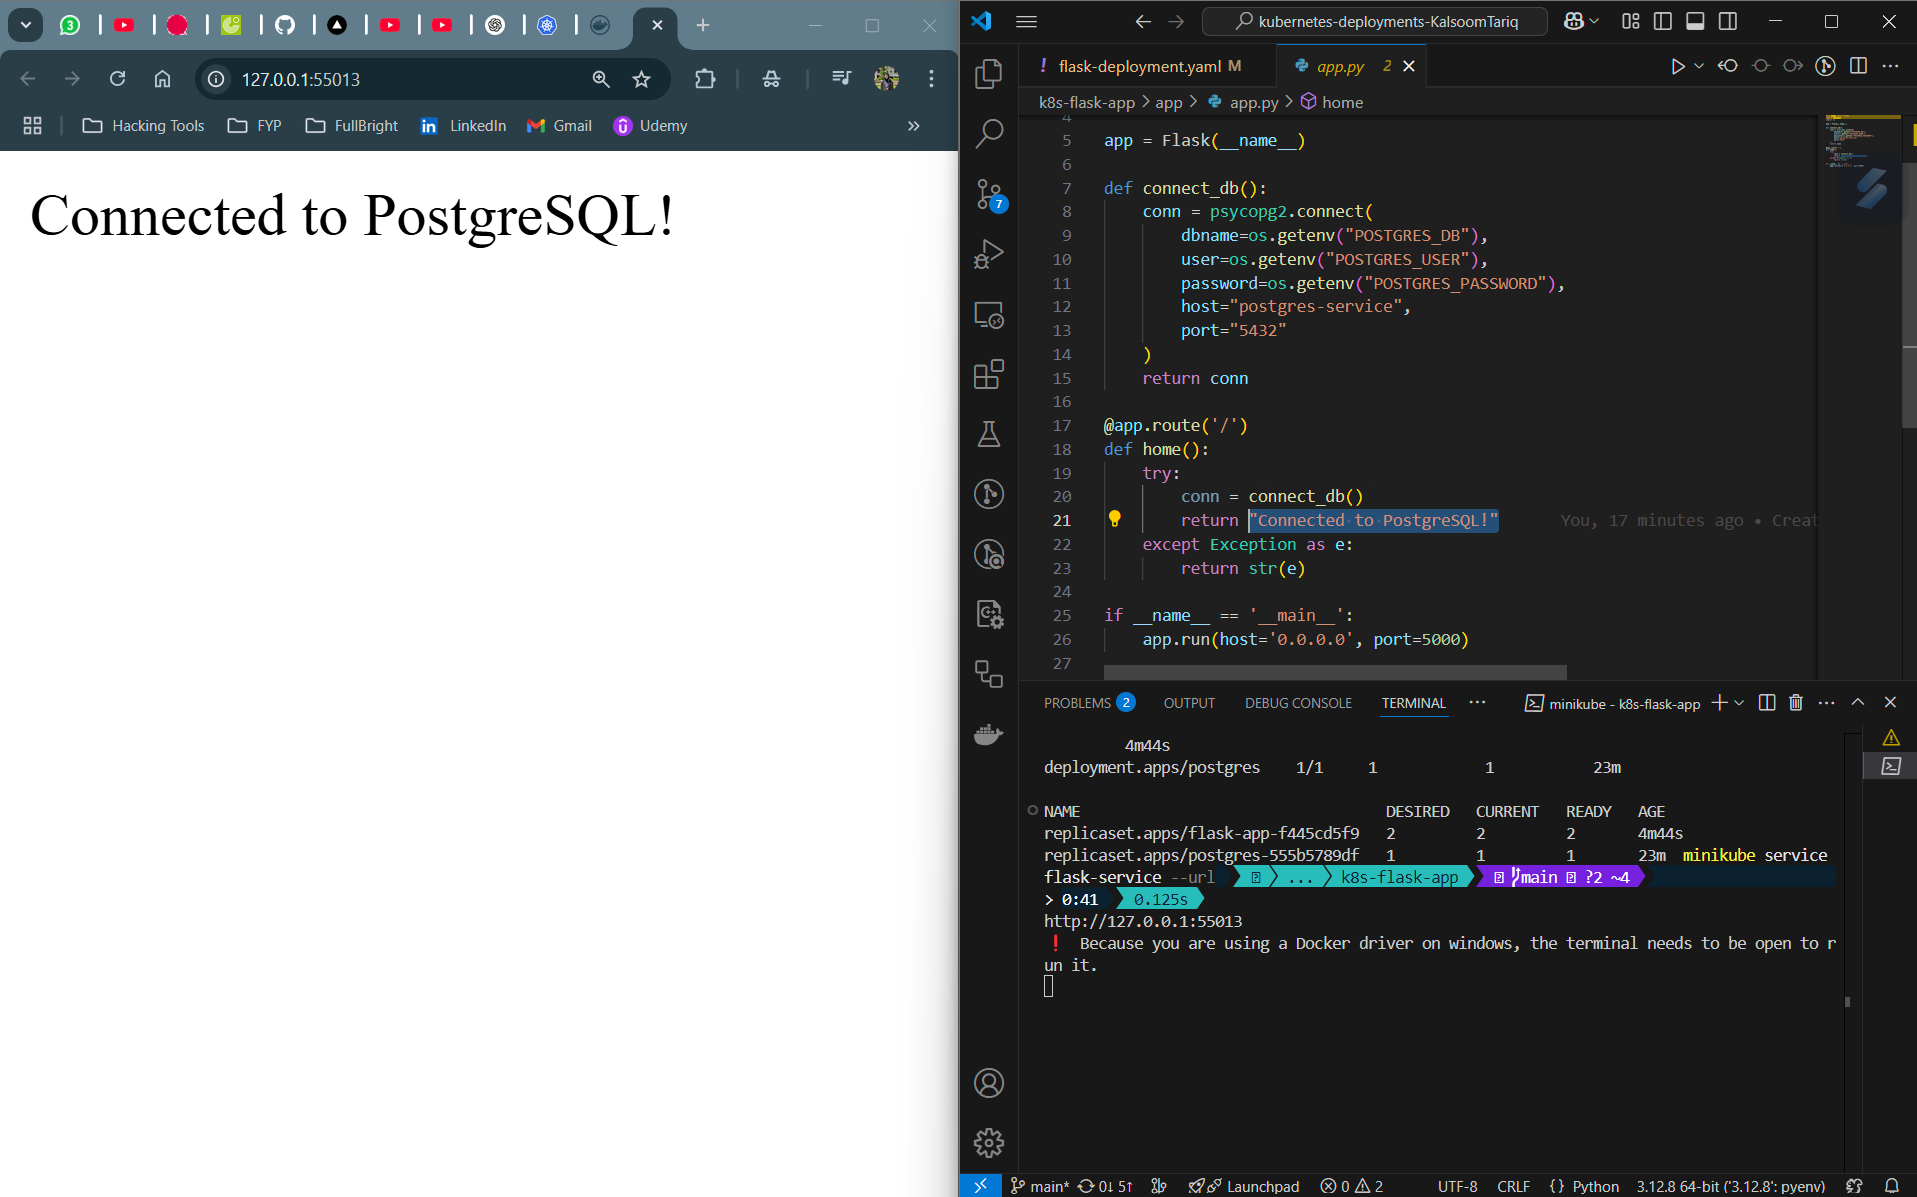 3
127.0.0.1:55013
Hacking Tools
FYP
FullBright
in LinkedIn
Gmail
Udemy
Connected to PostgreSQL!
kubernetes-deployments-KalsoomTariq
! flask-deployment.yaml M
app.py 2
k8s-flask-app > app > app.py > home
4
5 app = Flask(__name__)
6
7 def connect_db():
8 conn = psycopg2.connect(
9 dbname=os.getenv("POSTGRES_DB"),
10 user=os.getenv("POSTGRES_USER"),
11 password=os.getenv("POSTGRES_PASSWORD"),
12 host="postgres-service",
13 port="5432"
14 )
15 return conn
16
17 @app.route('/')
18 def home():
19 try:
20 conn = connect_db()
21 return "Connected to PostgreSQL!" You, 17 minutes ago • Creat
22 except Exception as e:
23 return str(e)
24
25 if __name__ == '__main__':
26 app.run(host='0.0.0.0', port=5000)
27
7
PROBLEMS 2 OUTPUT DEBUG CONSOLE TERMINAL ··· minikube - k8s-flask-app
4m44s
deployment.apps/postgres 1/1 1 1 23m
NAME DESIRED CURRENT READY AGE
replicaset.apps/flask-app-f445cd5f9 2 2 2 4m44s
replicaset.apps/postgres-555b5789df 1 1 1 23m minikube service
flask-service --url ... k8s-flask-app main ?2 ~4
> 0:41 0.125s
http://127.0.0.1:55013
! Because you are using a Docker driver on windows, the terminal needs to be open to r
un it.
main* 0↓ 5↑ Launchpad 0 2 UTF-8 CRLF {} Python 3.12.8 64-bit ('3.12.8': pyenv)